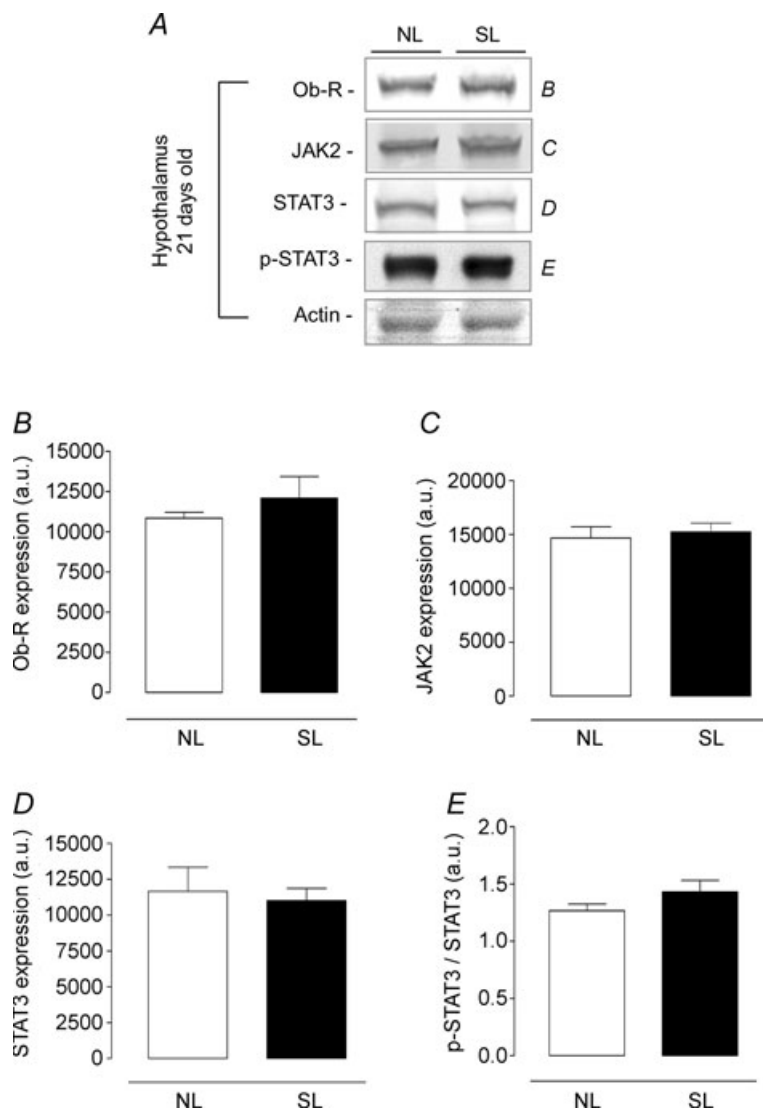 A
NL SL
Ob-R - B
JAK2 - C
STAT3 - D
p-STAT3 - E
Actin -
Hypothalamus
21 days old
B
Ob-R expression (a.u.)
15000
12500
10000
7500
5000
2500
0
NL SL
C
JAK2 expression (a.u.)
20000
15000
10000
5000
0
NL SL
D
STAT3 expression (a.u.)
15000
12500
10000
7500
5000
2500
0
NL SL
E
p-STAT3 / STAT3 (a.u.)
2.0
1.5
1.0
0.5
0.0
NL SL